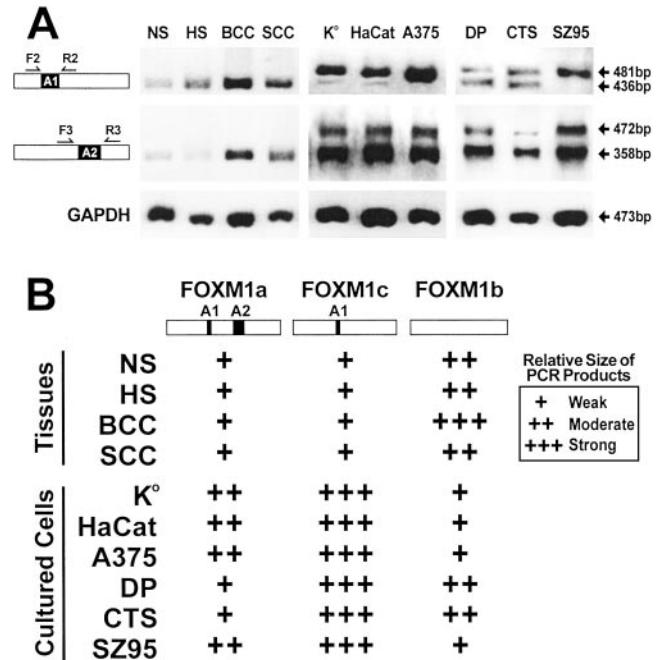 A
NS HS BCC SCC K° HaCat A375 DP CTS SZ95
F2 R2
A1
481bp
436bp
F3 R3
A2
472bp
358bp
GAPDH
473bp
B
FOXM1a FOXM1c FOXM1b
A1 A2 A1
Tissues
NS + + ++
HS + + ++
BCC + + +++
SCC + + ++
Cultured Cells
K° ++ +++ +
HaCat ++ +++ +
A375 ++ +++ +
DP + +++ ++
CTS + +++ ++
SZ95 ++ +++ +
Relative Size of
PCR Products
+ Weak
++ Moderate
+++ Strong